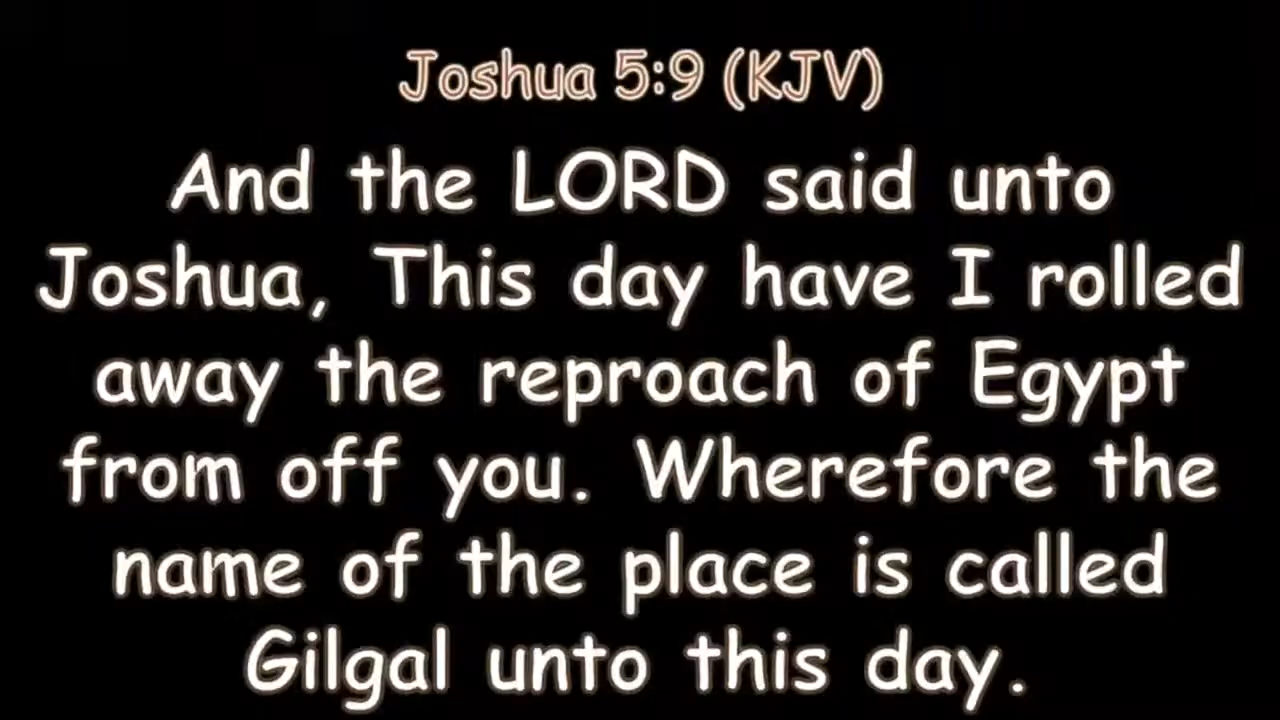 Joshua 5:9 (KJV)
And the LORD said unto
Joshua, This day have I rolled
away the reproach of Egypt
from off you. Wherefore the
name of the place is called
Gilgal unto this day.